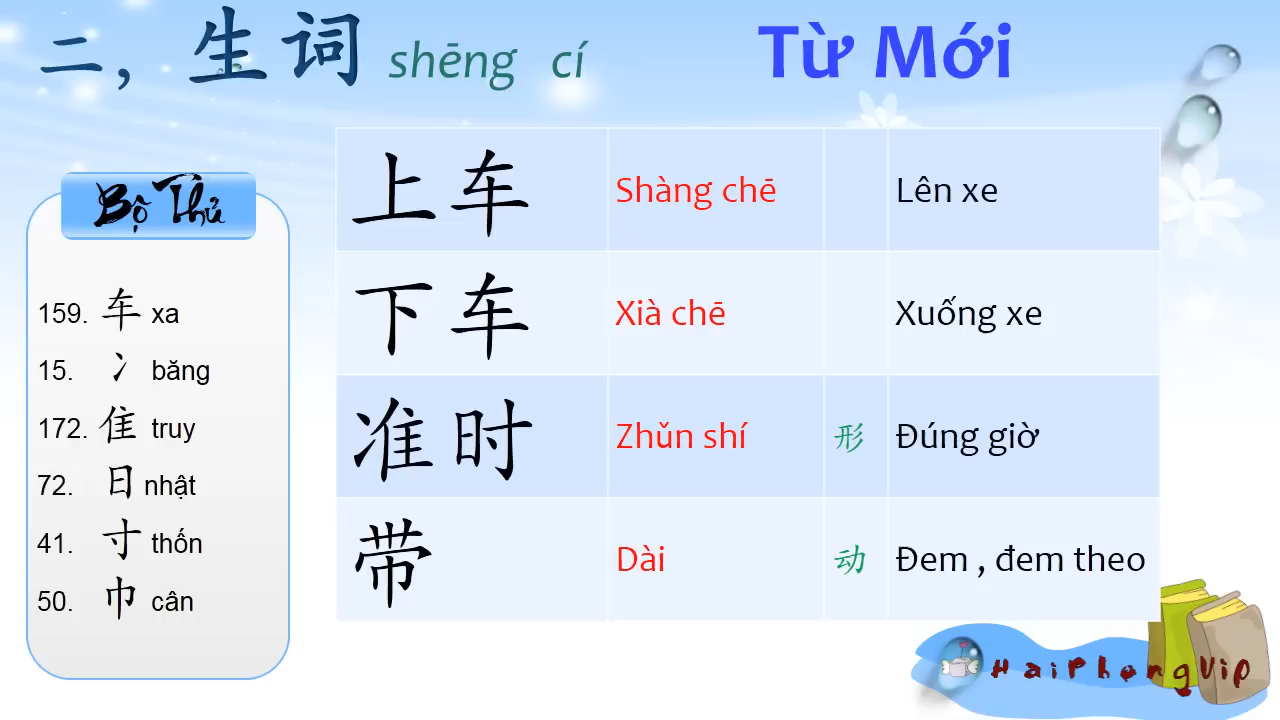 二，生词 shēng cí Từ Mới
Bộ Thủ
159. 车 xa
15. 冫 băng
172. 隹 truy
72. 日 nhật
41. 寸 thốn
50. 巾 cân
上车 Shàng chē Lên xe
下车 Xià chē Xuống xe
准时 Zhǔn shí 形 Đúng giờ
带 Dài 动 Đem , đem theo
HaiPhongVip